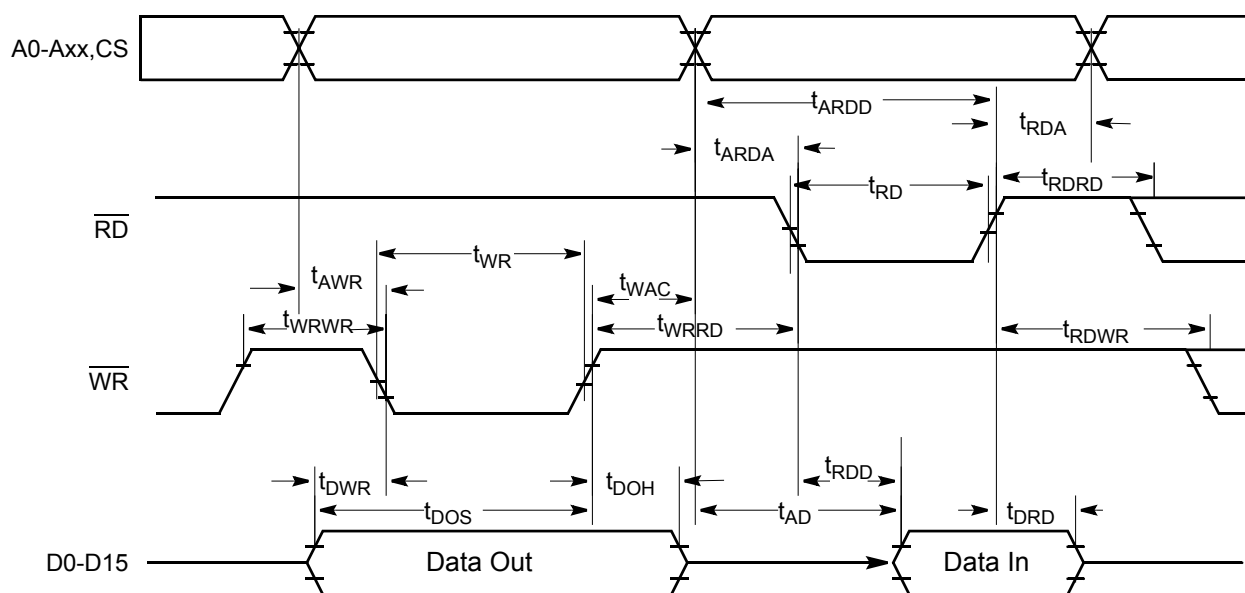 A0-Axx,CS
tARDD
tRDA
tARDA
tRD
tRDRD
RD
tWR
tAWR
tWAC
tWRWR
tWRRD
tRDWR
WR
tRDD
tDWR
tDOH
tDOS
tAD
tDRD
D0-D15
Data Out
Data In